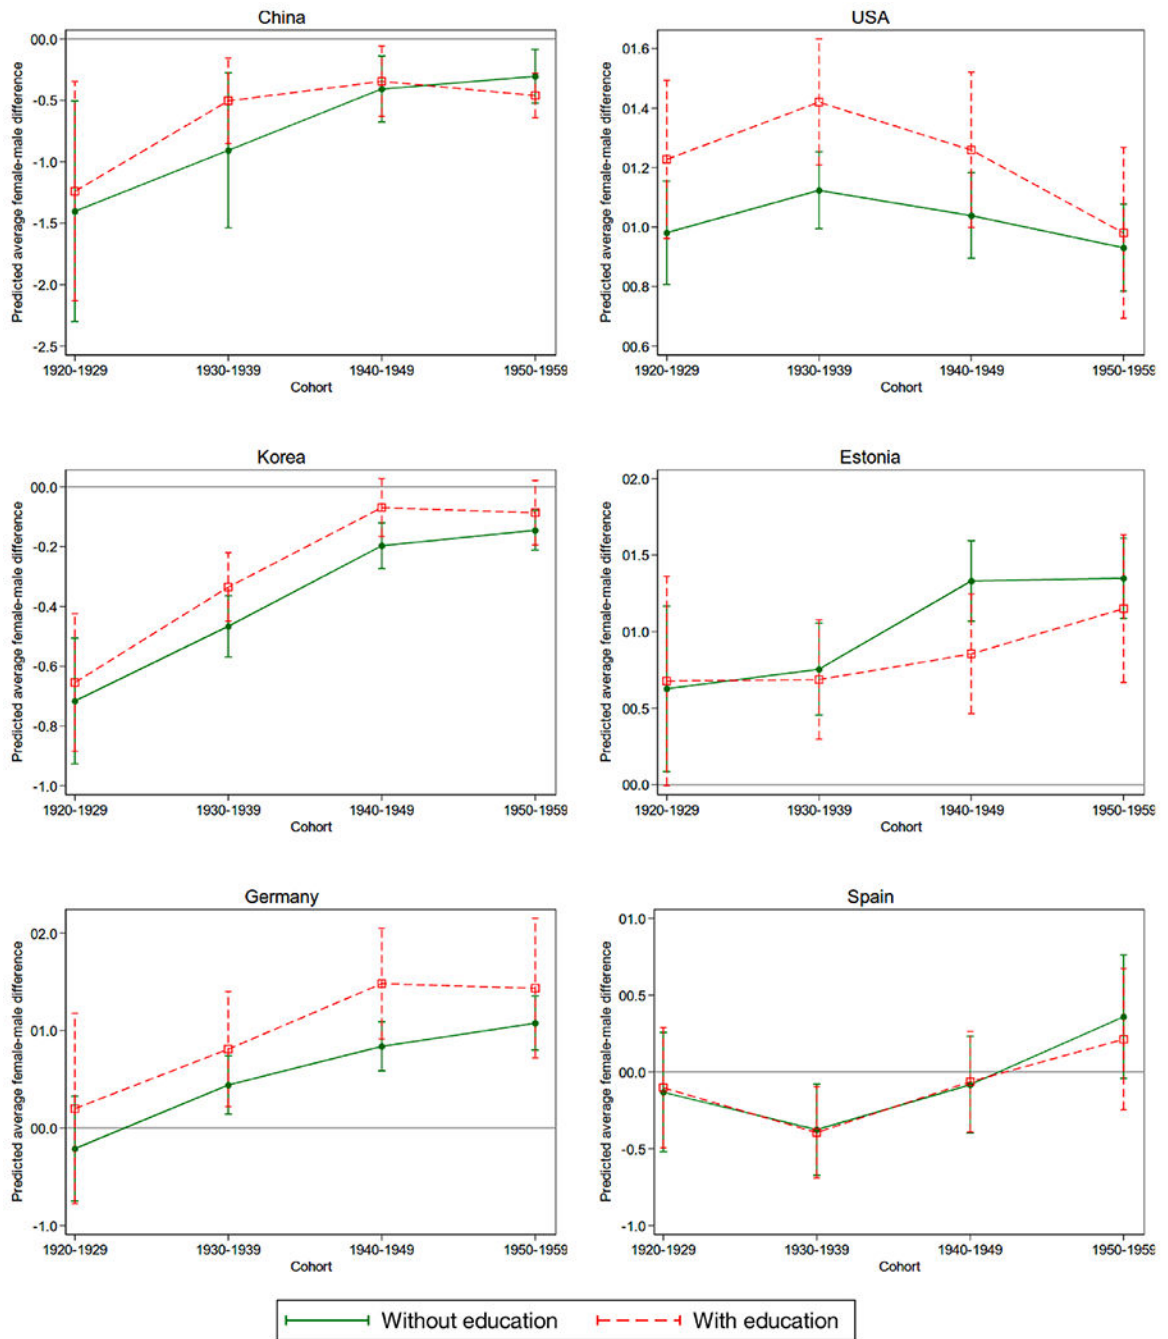 China
Predicted average female-male difference
00.0
-0.5
-1.0
-1.5
-2.0
-2.5
1920-1929 1930-1939 1940-1949 1950-1959
Cohort
USA
Predicted average female-male difference
01.6
01.4
01.2
01.0
00.8
00.6
1920-1929 1930-1939 1940-1949 1950-1959
Cohort
Korea
Predicted average female-male difference
00.0
-0.2
-0.4
-0.6
-0.8
-1.0
1920-1929 1930-1939 1940-1949 1950-1959
Cohort
Estonia
Predicted average female-male difference
02.0
01.5
01.0
00.5
00.0
1920-1929 1930-1939 1940-1949 1950-1959
Cohort
Germany
Predicted average female-male difference
02.0
01.0
00.0
-1.0
1920-1929 1930-1939 1940-1949 1950-1959
Cohort
Spain
Predicted average female-male difference
01.0
00.5
00.0
-0.5
-1.0
1920-1929 1930-1939 1940-1949 1950-1959
Cohort
Without education With education